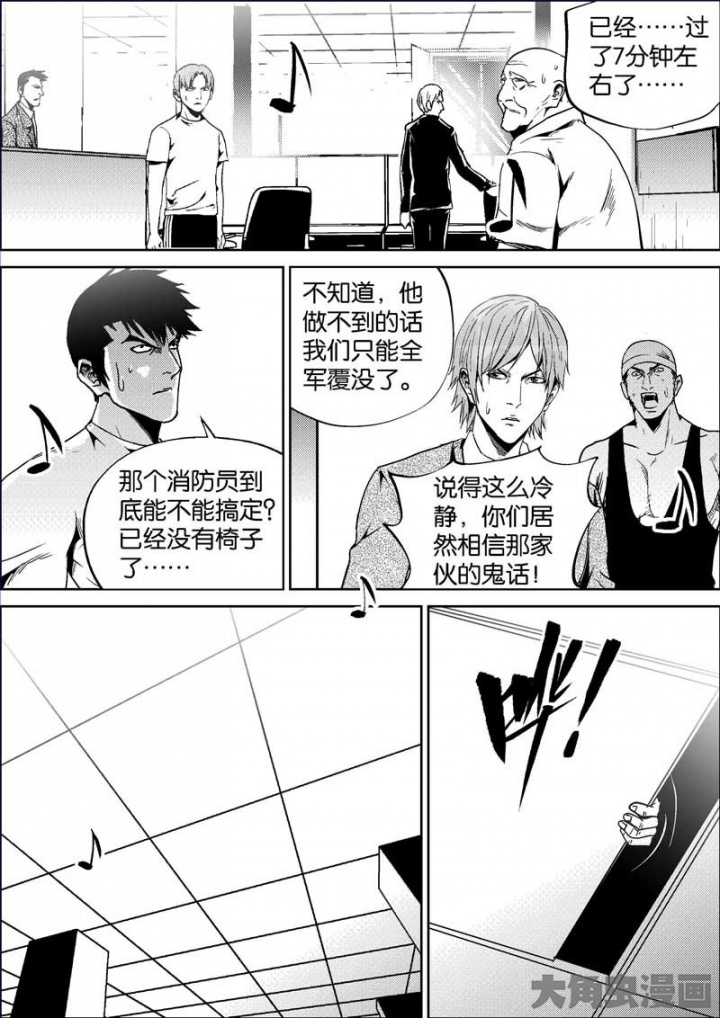 已经……过
了7分钟左
右了……
不知道，他
做不到的话
我们只能全
军覆没了。
那个消防员到
底能不能搞定？
已经没有椅子
了……
说得这么冷
静，你们居
然相信那家
伙的鬼话！
大角虫漫画